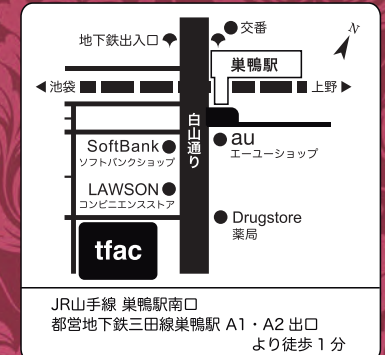 交番
N
地下鉄出入口
巣鴨駅
◀池袋
上野▶
白山通り
SoftBank
ソフトバンクショップ
au
エーユーショップ
LAWSON
コンビニエンスストア
Drugstore
薬局
tfac
JR山手線 巣鴨駅南口
都営地下鉄三田線巣鴨駅 A1・A2 出口
より徒歩 1 分